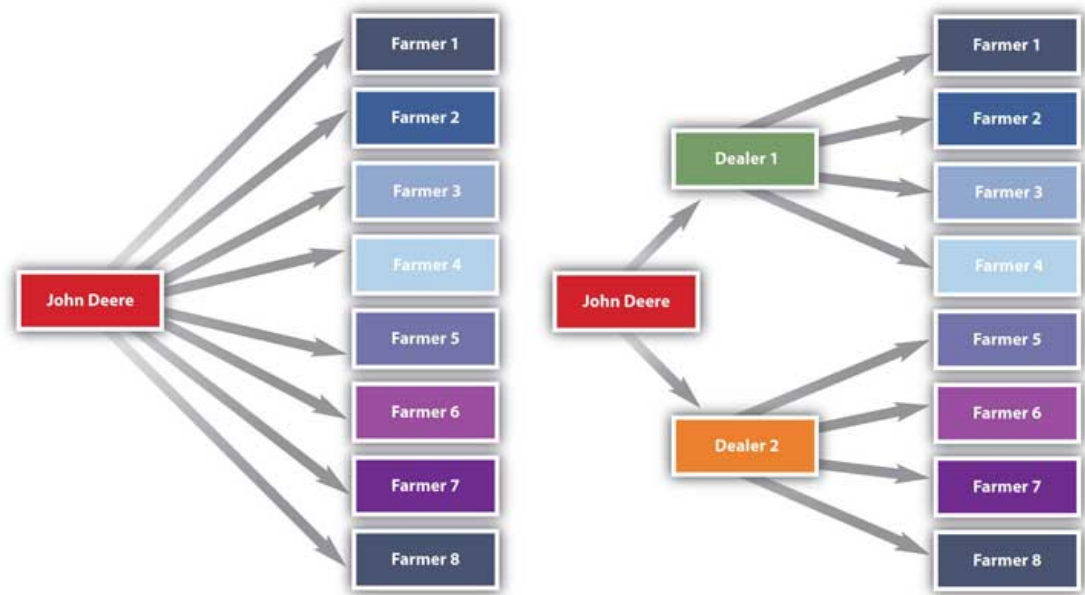 John Deere
Farmer 1
Farmer 2
Farmer 3
Farmer 4
Farmer 5
Farmer 6
Farmer 7
Farmer 8
John Deere
Dealer 1
Dealer 2
Farmer 1
Farmer 2
Farmer 3
Farmer 4
Farmer 5
Farmer 6
Farmer 7
Farmer 8